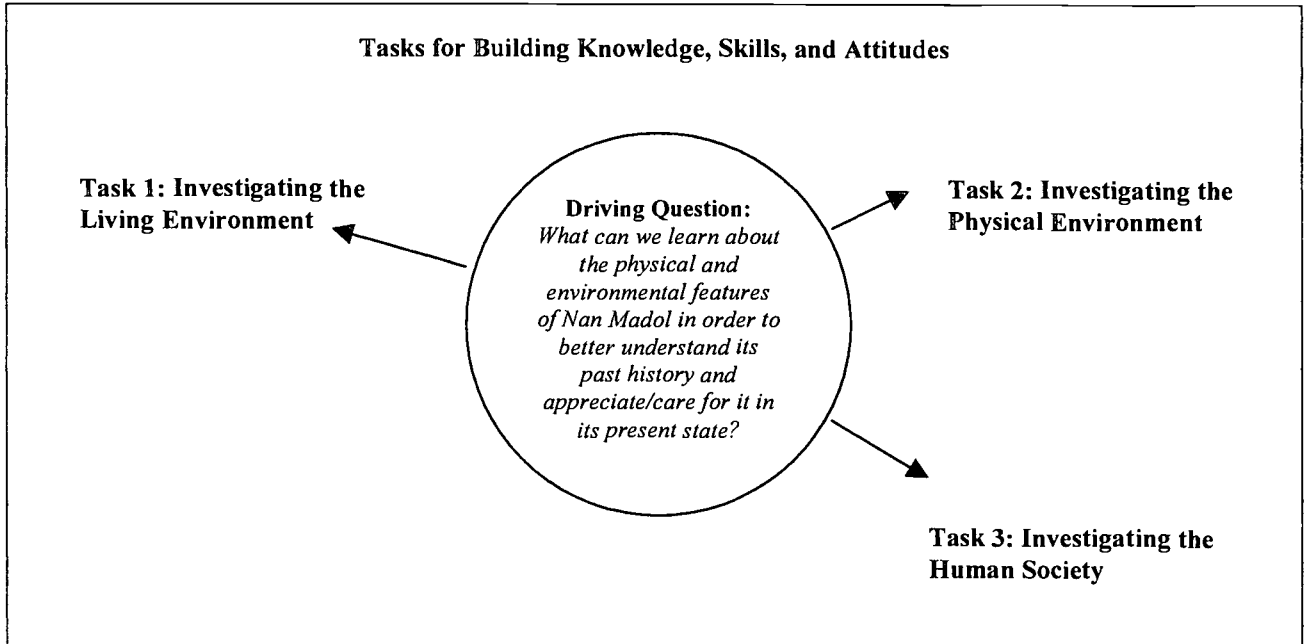 Tasks for Building Knowledge, Skills, and Attitudes
Task 1: Investigating the
Living Environment
Driving Question:
What can we learn about
the physical and
environmental features
of Nan Madol in order to
better understand its
past history and
appreciate/care for it in
its present state?
Task 2: Investigating the
Physical Environment
Task 3: Investigating the
Human Society